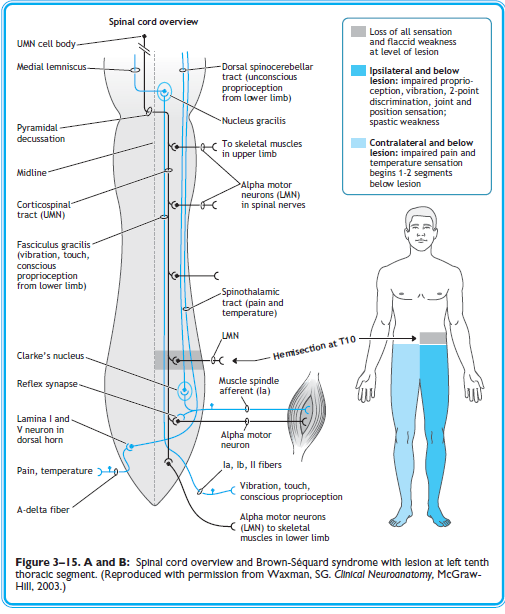 Spinal cord overview
UMN cell body
Medial lemniscus
Pyramidal
decussation
Midline
Corticospinal
tract (UMN)
Fasciculus gracilis
(vibration, touch,
conscious
proprioception
from lower limb)
Clarke's nucleus
Reflex synapse
Lamina I and
V neuron in
dorsal horn
Pain, temperature
A-delta fiber
Dorsal spinocerebellar
tract (unconscious
proprioception
from lower limb)
Nucleus gracilis
To skeletal muscles
in upper limb
Alpha motor
neurons (LMN)
in spinal nerves
Spinothalamic
tract (pain and
temperature)
LMN
Hemisection at T10
Muscle spindle
afferent (Ia)
Alpha motor
neuron
Ia, Ib, II fibers
Vibration, touch,
conscious proprioception
Alpha motor neurons
(LMN) to skeletal
muscles in lower limb
Loss of all sensation
and flaccid weakness
at level of lesion
Ipsilateral and below
lesion: impaired proprio-
ception, vibration, 2-point
discrimination, joint and
position sensation;
spastic weakness
Contralateral and below
lesion: impaired pain and
temperature sensation
begins 1-2 segments
below lesion
Figure 3–15. A and B: Spinal cord overview and Brown-Séquard syndrome with lesion at left tenth
thoracic segment. (Reproduced with permission from Waxman, SG. Clinical Neuroanatomy, McGraw-
Hill, 2003.)